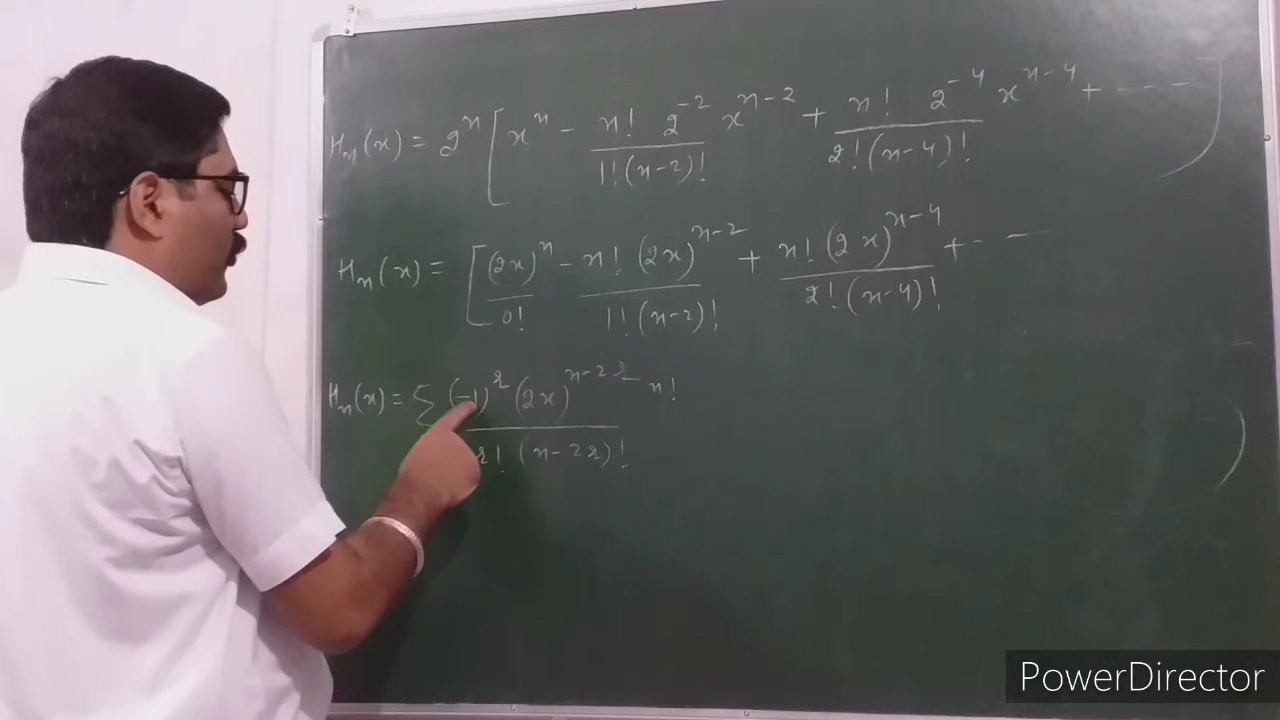 Hₙ(x) = 2ⁿ [ xⁿ - n! 2⁻² / 1!(n-2)! xⁿ⁻² + n! 2⁻⁴ / 2!(n-4)! xⁿ⁻⁴ + - - - ]
Hₙ(x) = [ (2x)ⁿ / 0! - n! (2x)ⁿ⁻² / 1!(n-2)! + n! (2x)ⁿ⁻⁴ / 2!(n-4)! + - —
Hₙ(x) = Σ (-1)ʳ (2x)ⁿ⁻²ʳ n! / r! (n-2r)!
PowerDirector